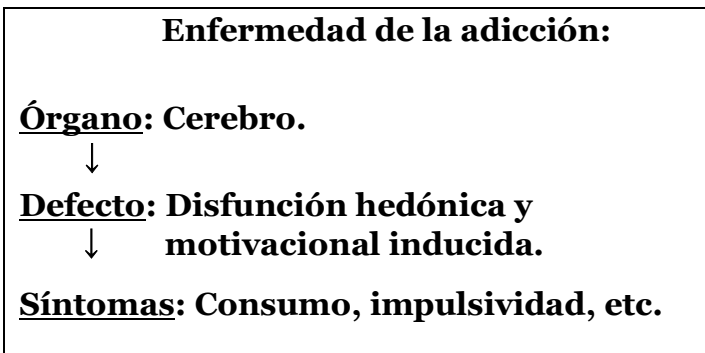 Enfermedad de la adicción:
Órgano: Cerebro.
↓
Defecto: Disfunción hedónica y
↓ motivacional inducida.
Síntomas: Consumo, impulsividad, etc.